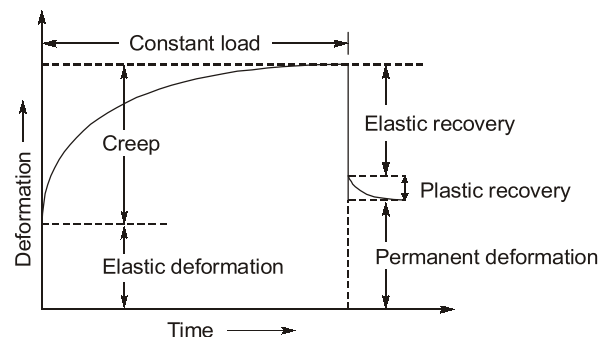 Constant load
Elastic recovery
Creep
Plastic recovery
Deformation
Permanent deformation
Elastic deformation
Time